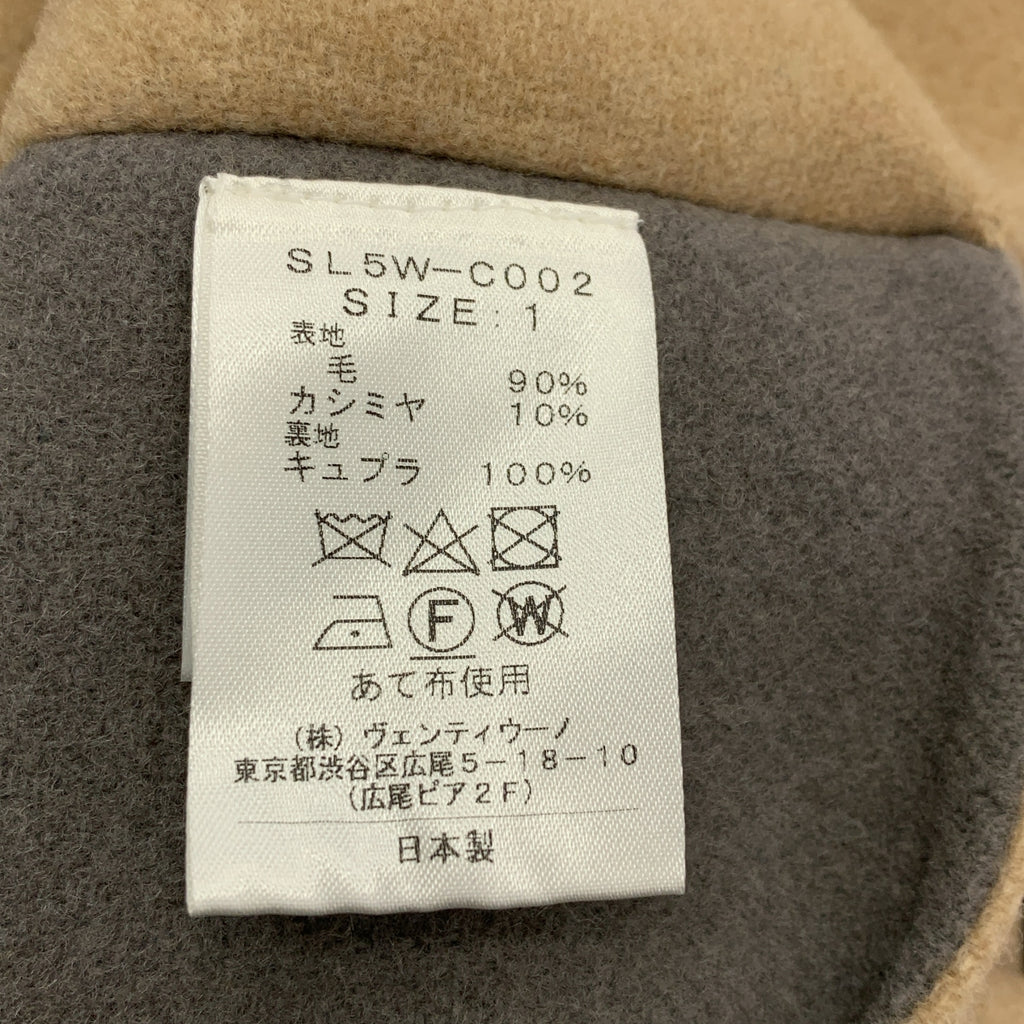 SL5W-C002
SIZE:1
表地
毛 90%
カシミヤ 10%
裏地
キュプラ 100%
F W
あて布使用
(株)ヴェンティウーノ
東京都渋谷区広尾5-18-10
(広尾ピア2F)
日本製